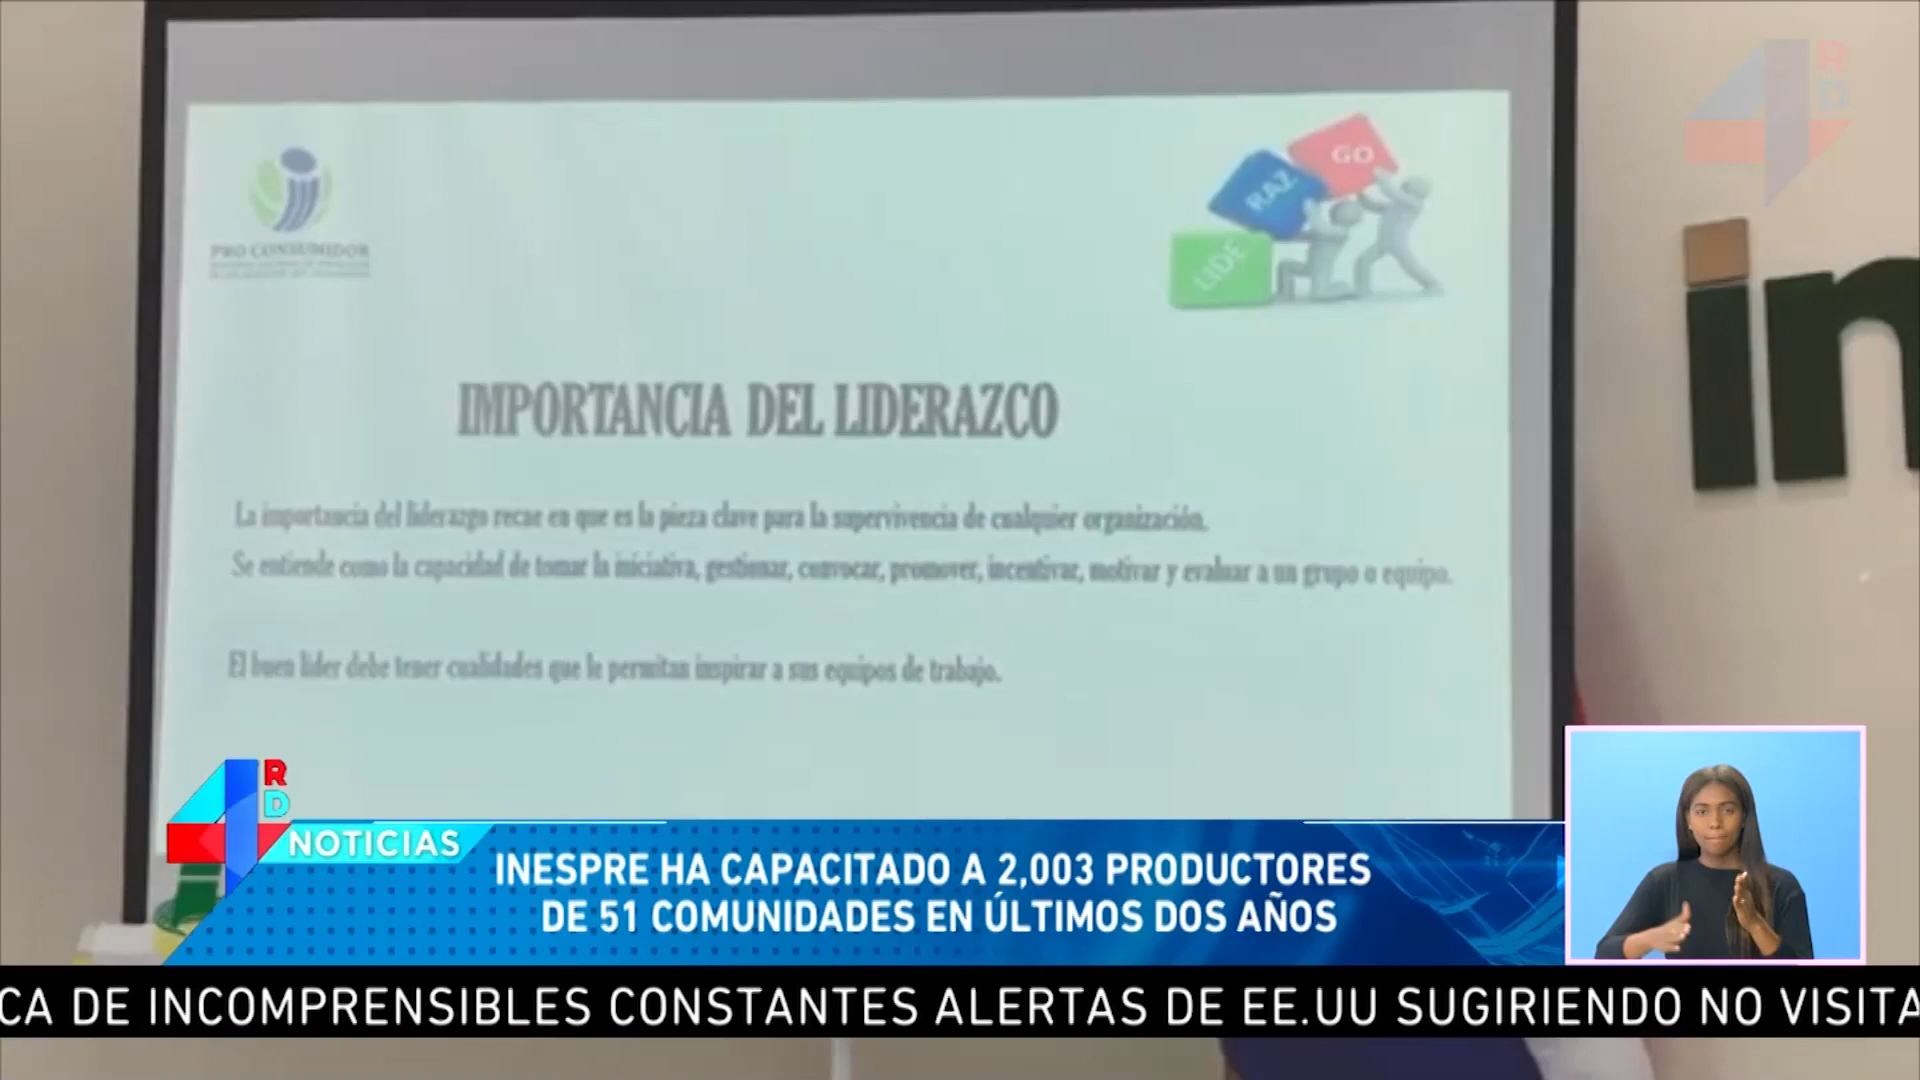 RD
GO
RAZ
LIDE
PRO CONSUMIDOR
in
IMPORTANCIA DEL LIDERAZCO
La importancia del liderazgo recae en que es la pieza clave para la supervivencia de cualquier organización.
Se entiende como la capacidad de tomar la iniciativa, gestionar, convocar, promover, incentivar, motivar y evaluar a un grupo o equipo.
El buen lider debe tener cualidades que le permitan inspirar a sus equipos de trabajo.
4 RD
NOTICIAS
INESPRE HA CAPACITADO A 2,003 PRODUCTORES
DE 51 COMUNIDADES EN ÚLTIMOS DOS AÑOS
CA DE INCOMPRENSIBLES CONSTANTES ALERTAS DE EE.UU SUGIRIENDO NO VISITA